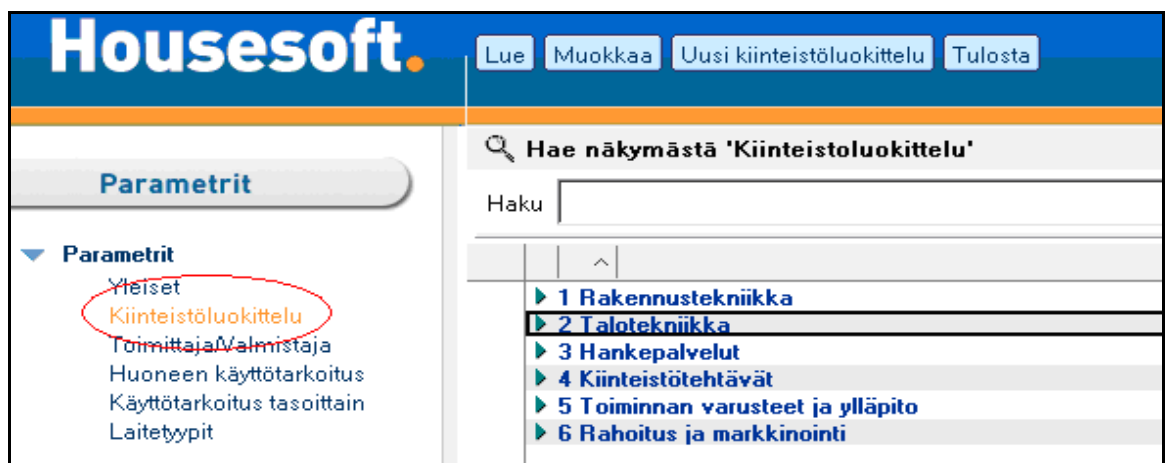 Housesoft.
Lue Muokkaa Uusi kiinteistöluokittelu Tulosta
Parametrit
Parametrit
Yleiset
Kiinteistöluokittelu
Toimittaja/Valmistaja
Huoneen käyttötarkoitus
Käyttötarkoitus tasoittain
Laitetyypit
Hae näkymästä 'Kiinteistoluokittelu'
Haku
1 Rakennustekniikka
2 Talotekniikka
3 Hankepalvelut
4 Kiinteistötehtävät
5 Toiminnan varusteet ja ylläpito
6 Rahoitus ja markkinointi